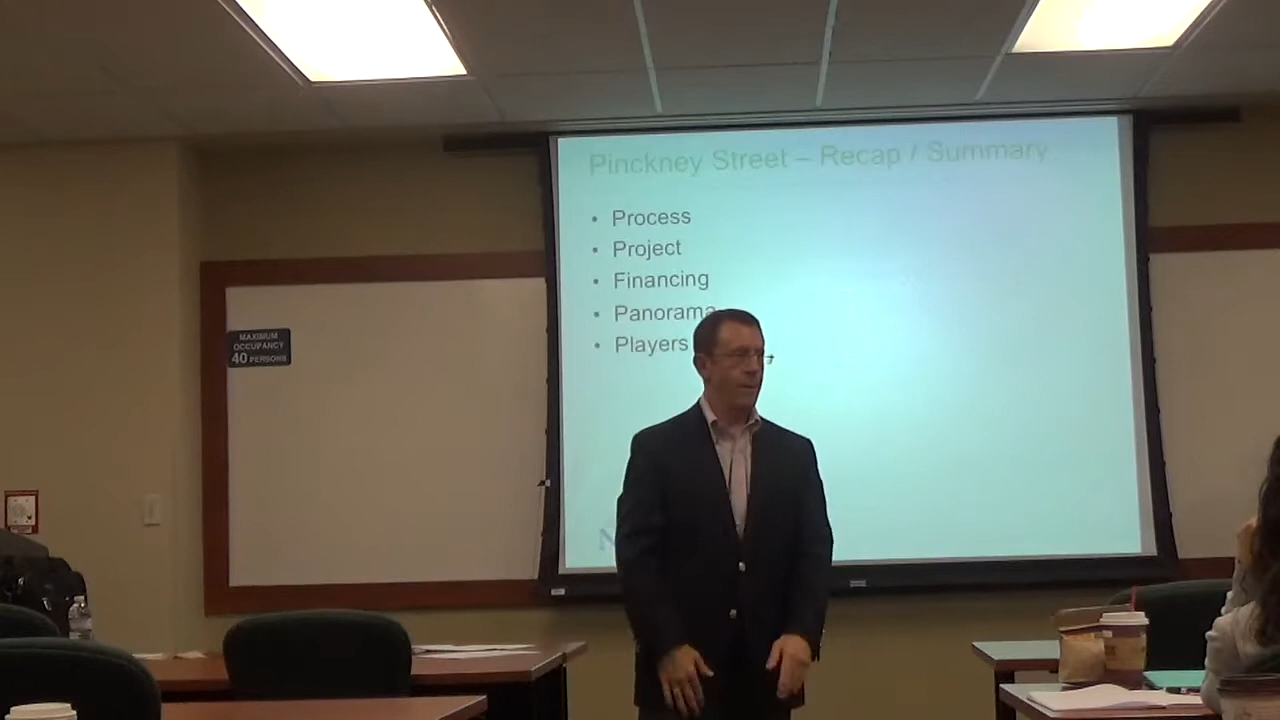 Pinckney Street – Recap / Summary
• Process
• Project
• Financing
• Panorama
• Players
MAXIMUM
OCCUPANCY
40 PERSONS